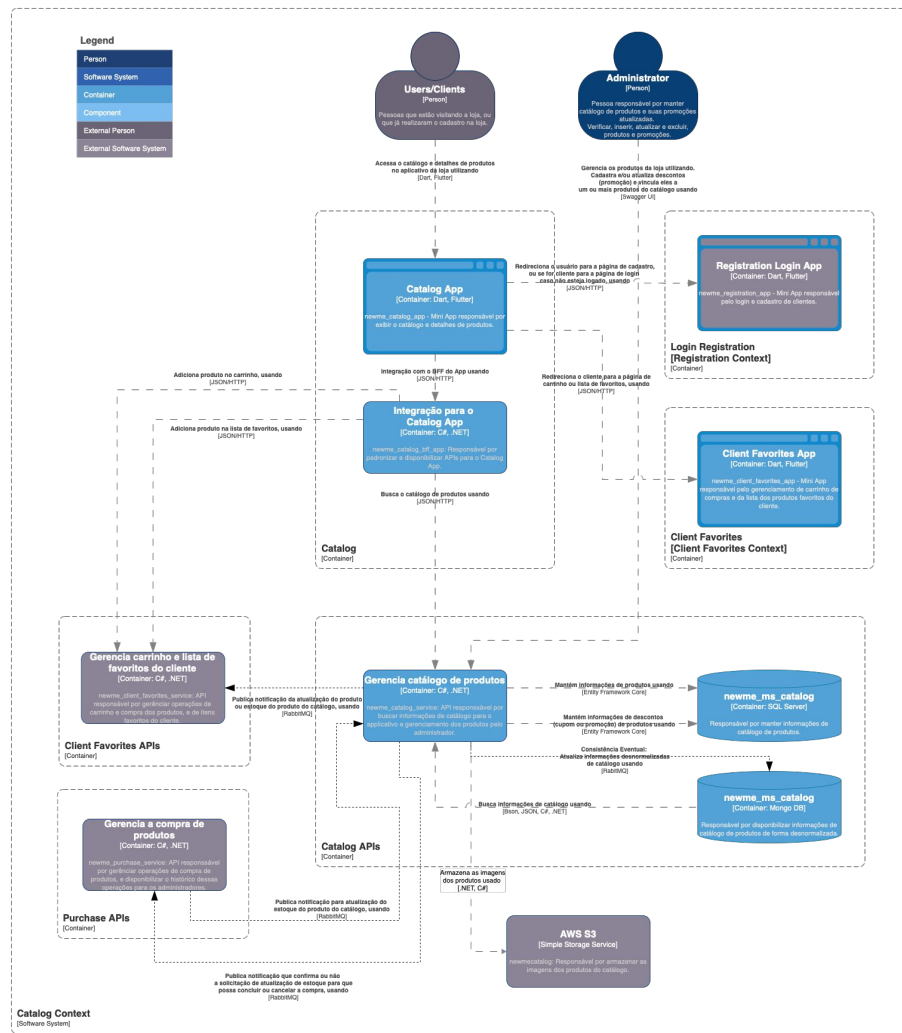 Legend
Person
Software System
Container
Component
External Person
External Software System
Users/Clients
[Person]
Pessoas que estão visitando a loja, ou
que já realizaram o cadastro na loja.
Administrator
[Person]
Pessoa responsável por manter
catálogo de produtos e suas promoções
atualizadas.
Verificar, inserir, atualizar e excluir,
produtos e promoções.
Acessa o catálogo e detalhes de produtos
no aplicativo da loja utilizando
[Dart, Flutter]
Gerencia os produtos da loja utilizando.
Cadastra e/ou atualiza descontos
(promoção) e vincula eles a
um ou mais produtos do catálogo usando
[Swagger UI]
Catalog App
[Container: Dart, Flutter]
newme_catalog_app - Mini App responsável por
exibir o catálogo e detalhes de produtos.
Redireciona o usuário para a página de cadastro,
ou se for cliente para a página de login
caso não esteja logado, usando
[JSON/HTTP]
Registration Login App
[Container: Dart, Flutter]
newme_registration_app - Mini App responsável
pelo login e cadastro de clientes.
Login Registration
[Registration Context]
[Container]
Integração com o BFF do App usando
[JSON/HTTP]
Redireciona o cliente para a página de
carrinho ou lista de favoritos, usando
[JSON/HTTP]
Adiciona produto no carrinho, usando
[JSON/HTTP]
Adiciona produto na lista de favoritos, usando
[JSON/HTTP]
Integração para o
Catalog App
[Container: C#, .NET]
newme_catalog_bff_app: Responsável por
padronizar e disponibilizar APIs para o Catalog
App.
Client Favorites App
[Container: Dart, Flutter]
newme_client_favorites_app - Mini App
responsável pelo gerenciamento de carrinho de
compras e da lista dos produtos favoritos do
cliente.
Client Favorites
[Client Favorites Context]
[Container]
Busca o catálogo de produtos usando
[JSON/HTTP]
Catalog
[Container]
Gerencia carrinho e lista de
favoritos do cliente
[Container: C#, .NET]
newme_client_favorites_service: API
responsável por gerênciar operações de
carrinho e compra dos produtos, e de itens
favoritos do cliente.
Client Favorites APIs
[Container]
Publica notificação da atualização do produto
ou estoque do produto do catálogo, usando
[RabbitMQ]
Gerencia catálogo de produtos
[Container: C#, .NET]
newme_catalog_service: API responsável por
buscar informações de catálogo para o
applicativo e gerenciamento dos produtos pelo
administrador.
Mantém informações de produtos usando
[Entity Framework Core]
Mantém informações de descontos
(cupom ou promoção) de produtos usando
[Entity Framework Core]
newme_ms_catalog
[Container: SQL Server]
Responsável por manter informações
de catálogo de produtos.
Consistência Eventual:
Atualiza informações desnormalizadas
de catálogo usando
[RabbitMQ]
Busca informações de catálogo usando
[Bson, JSON, C#, .NET]
newme_ms_catalog
[Container: Mongo DB]
Responsável por disponibilizar informações de
catálogo de produtos de forma desnormalizada.
Catalog APIs
[Container]
Gerencia a compra de
produtos
[Container: C#, .NET]
newme_purchase_service: API responsável
por gerênciar operações de compra de
produtos, e disponibilizar o histórico dessas
operações para os administradores.
Purchase APIs
[Container]
Armazena as imagens
dos produtos usado
[.NET, C#]
Publica notificação para atualização do
estoque do produto do catálogo, usando
[RabbitMQ]
AWS S3
[Simple Storage Service]
newmecatalog: Responsável por armazenar as
imagens dos produtos do catálogo.
Publica notificação que confirma ou não
a solicitação de atualização de estoque para que
possa concluir ou cancelar a compra, usando
[RabbitMQ]
Catalog Context
[Software System]